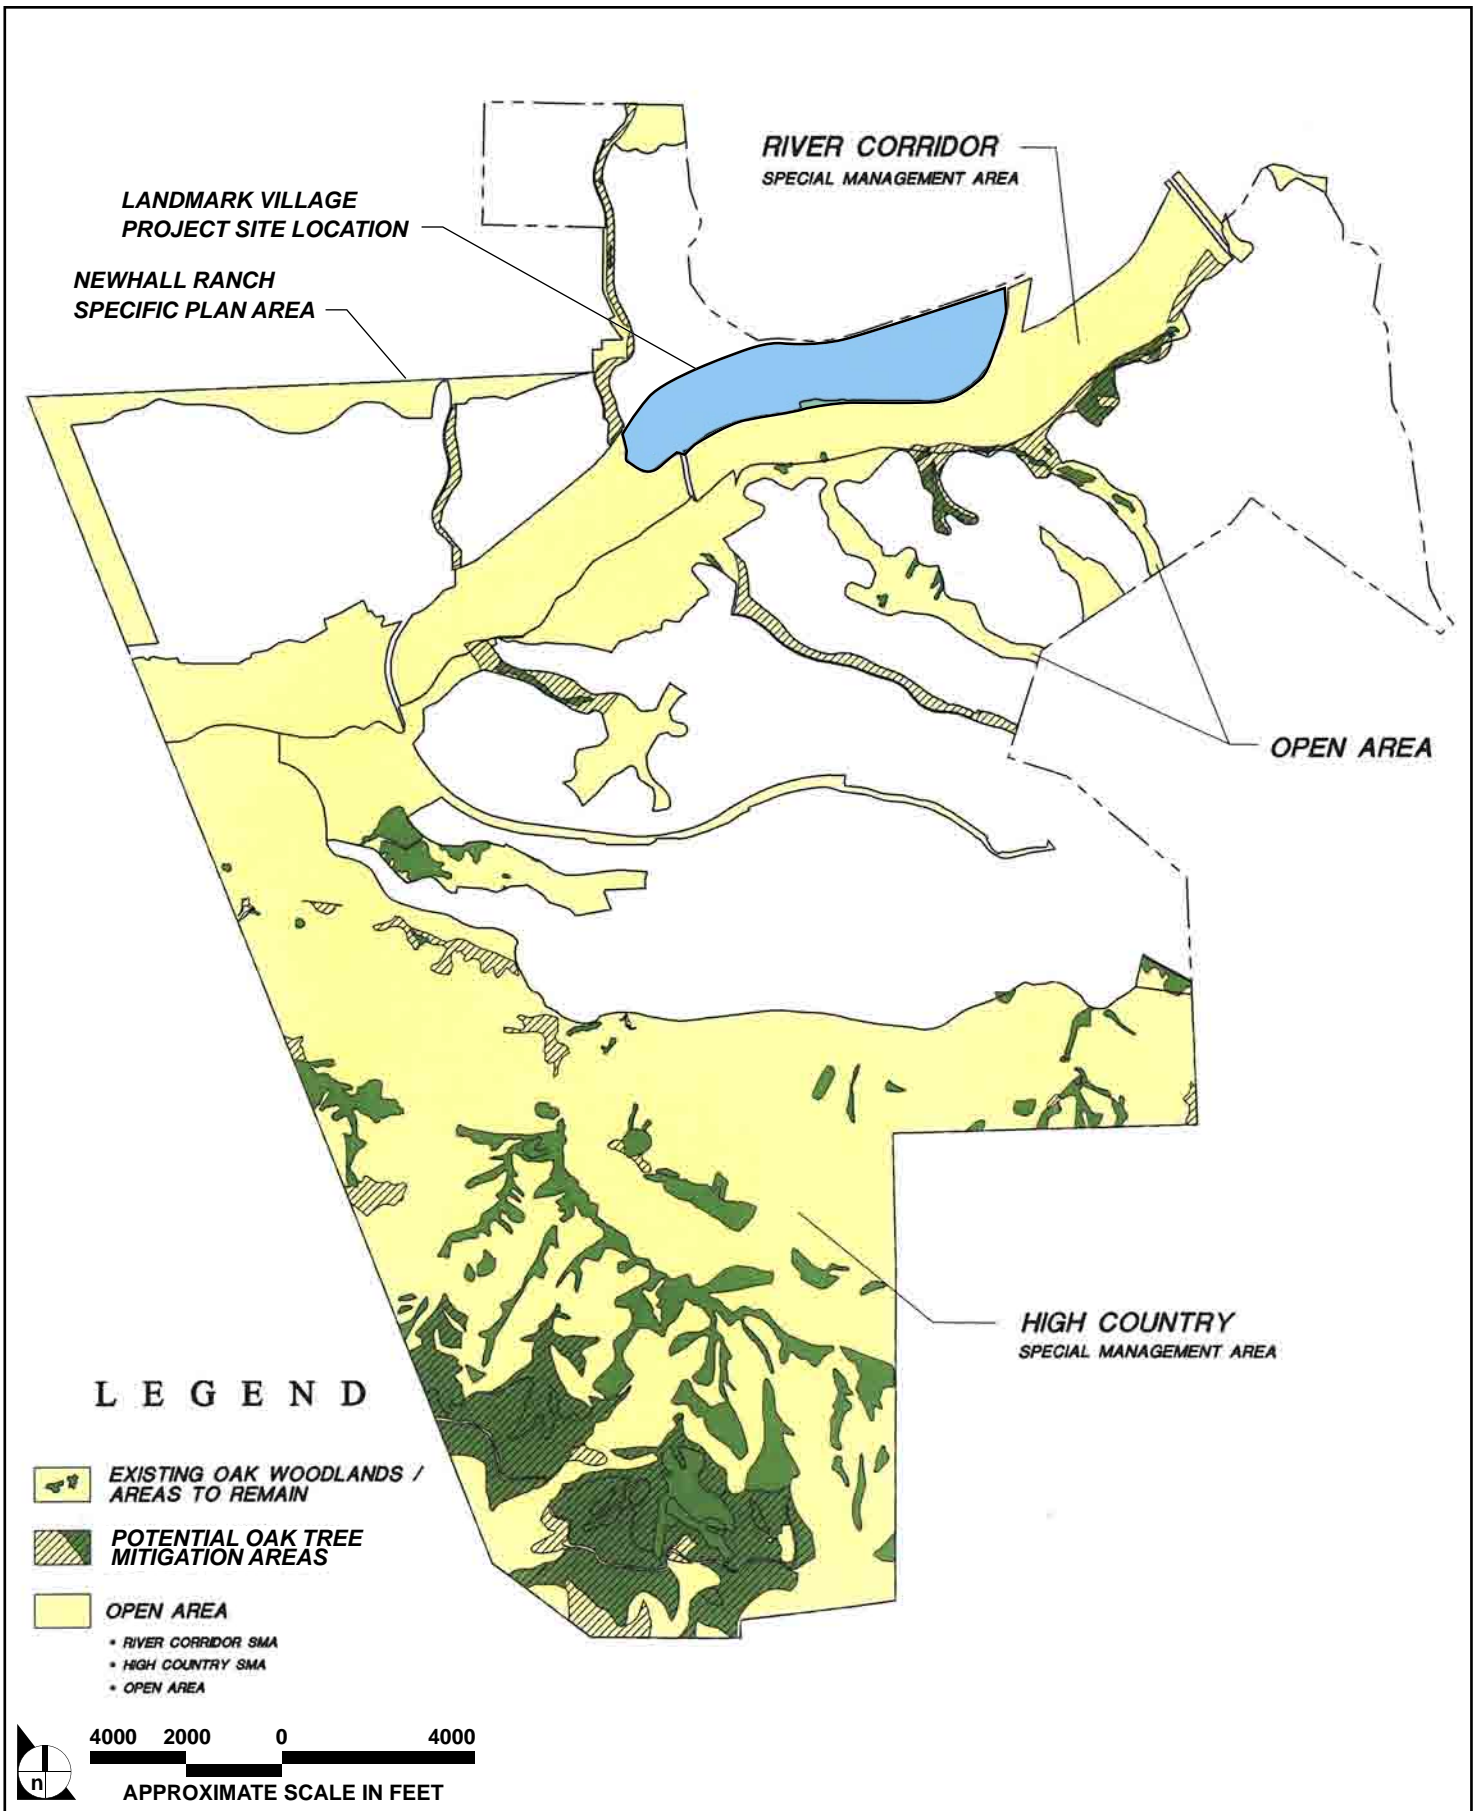 RIVER CORRIDOR
SPECIAL MANAGEMENT AREA
LANDMARK VILLAGE
PROJECT SITE LOCATION
NEWHALL RANCH
SPECIFIC PLAN AREA
OPEN AREA
HIGH COUNTRY
SPECIAL MANAGEMENT AREA
LEGEND
EXISTING OAK WOODLANDS /
AREAS TO REMAIN
POTENTIAL OAK TREE
MITIGATION AREAS
OPEN AREA
• RIVER CORRIDOR SMA
• HIGH COUNTRY SMA
• OPEN AREA
4000 2000 0 4000
APPROXIMATE SCALE IN FEET
n